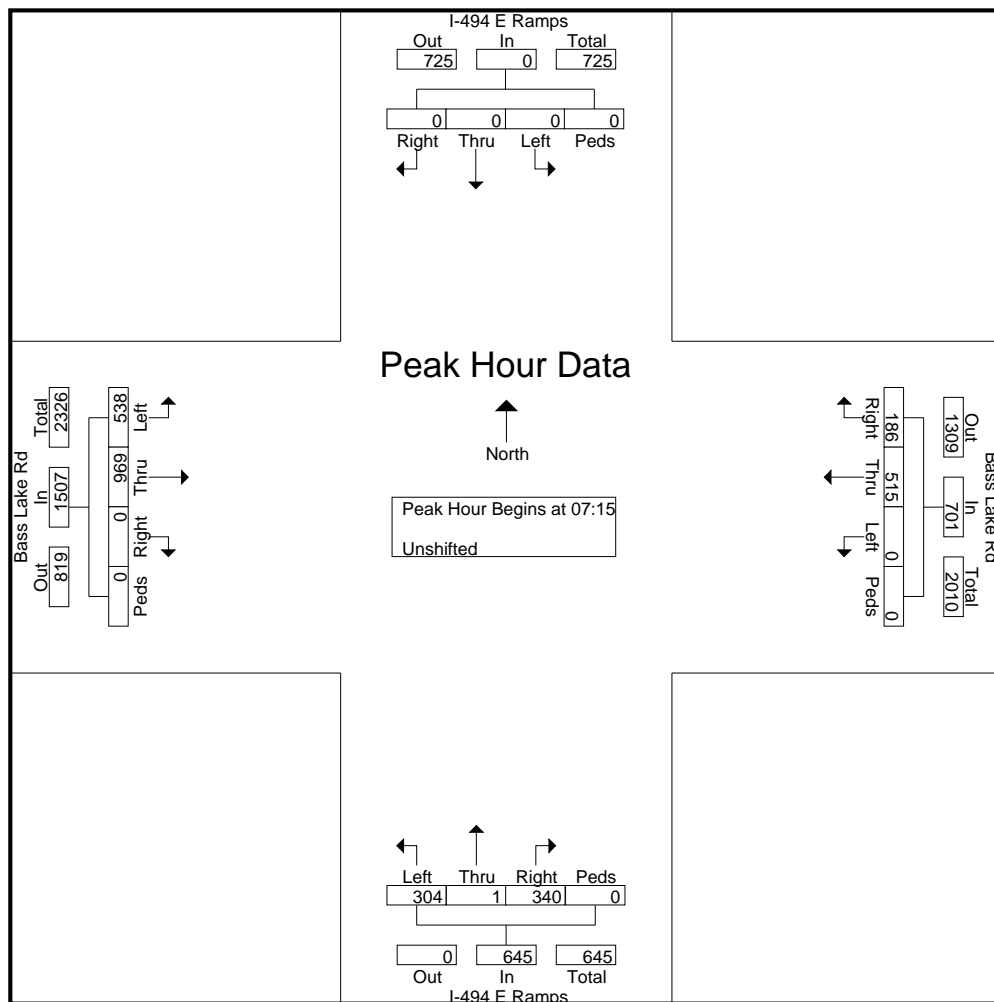 I-494 E Ramps
Out In Total
725 0 725
0 0 0 0
Right Thru Left Peds
Peak Hour Data
North
Peak Hour Begins at 07:15
Unshifted
Bass Lake Rd
Out In Total
819 1507 2326
0 0 969 538
Peds Right Thru Left
Right Thru Left Peds
186 515 0 0
Out In Total
1309 701 2010
Bass Lake Rd
Left Thru Right Peds
304 1 340 0
0 645 645
Out In Total
I-494 E Ramps